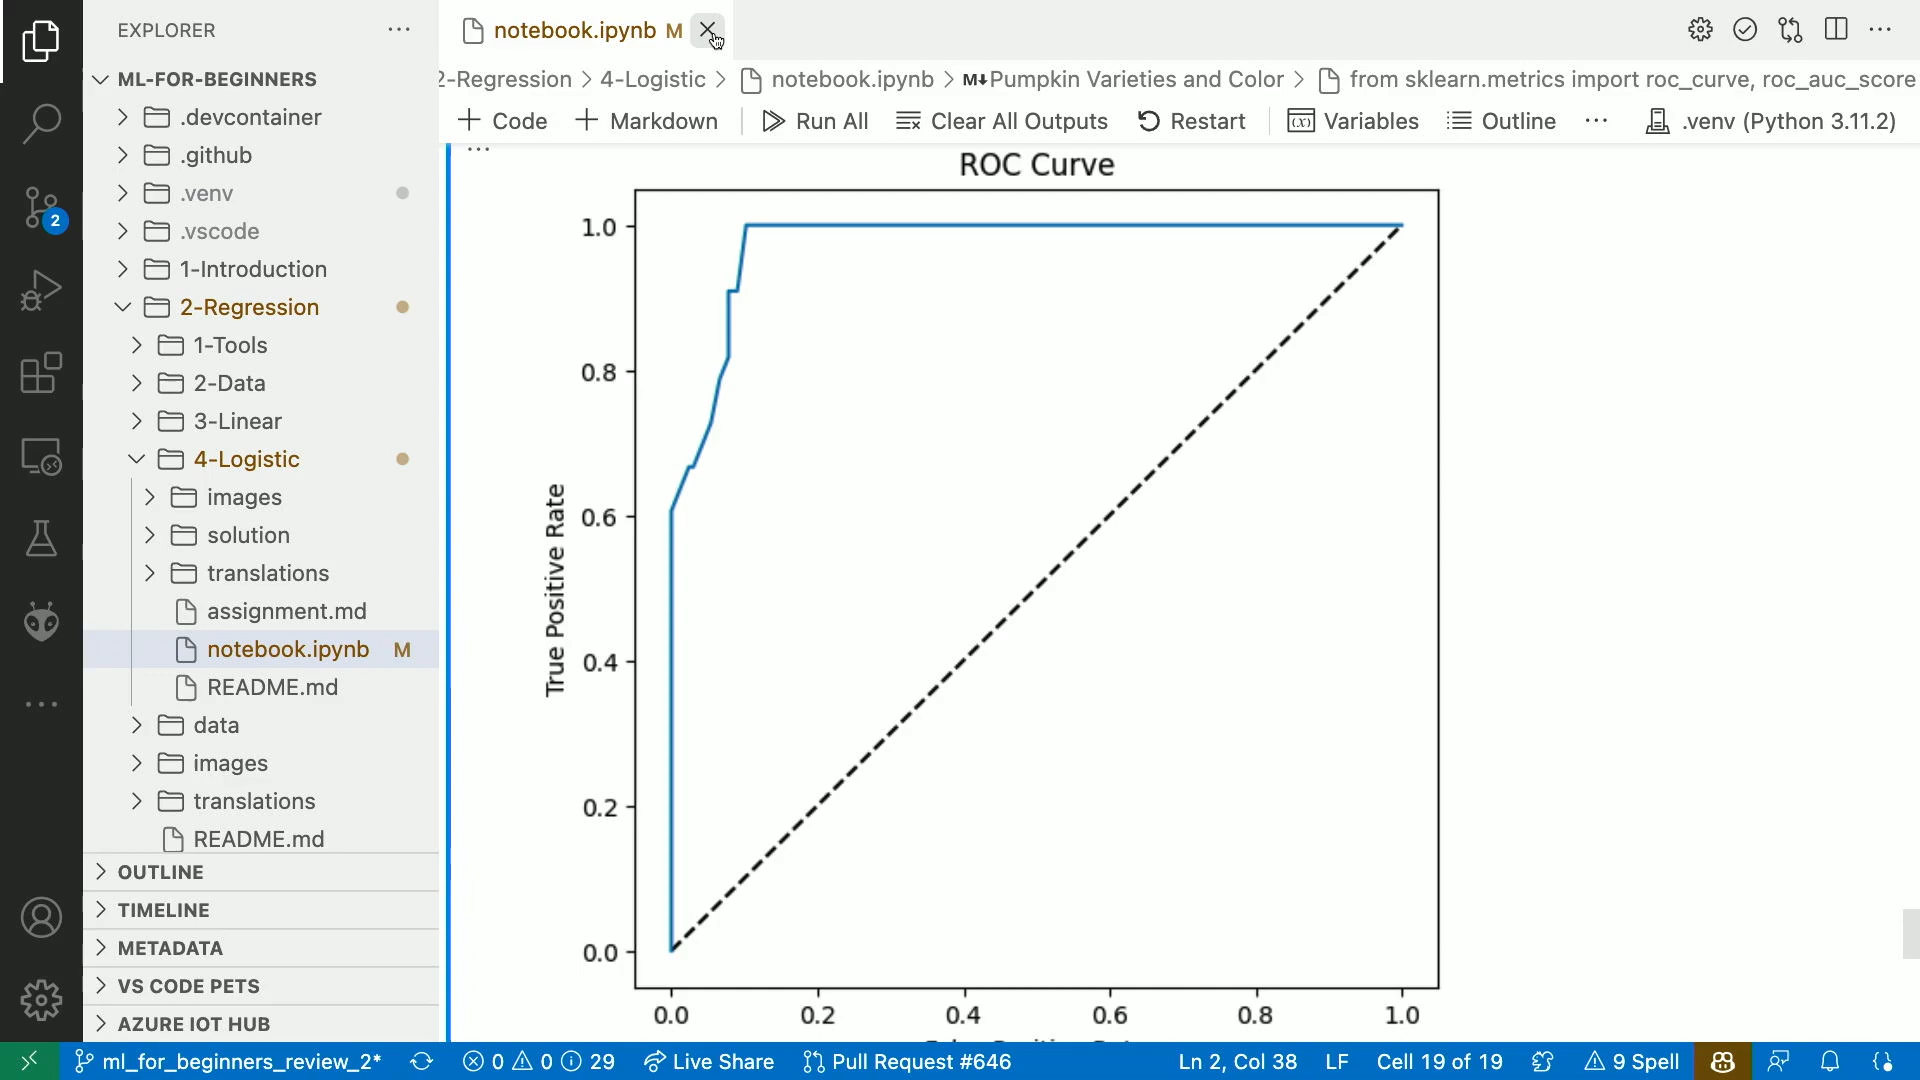 EXPLORER
ML-FOR-BEGINNERS
.devcontainer
.github
.venv
.vscode
1-Introduction
2-Regression
1-Tools
2-Data
3-Linear
4-Logistic
images
solution
translations
assignment.md
notebook.ipynb M
README.md
data
images
translations
README.md
OUTLINE
TIMELINE
METADATA
VS CODE PETS
AZURE IOT HUB
notebook.ipynb M
2-Regression > 4-Logistic > notebook.ipynb > M↓Pumpkin Varieties and Color > from sklearn.metrics import roc_curve, roc_auc_score
+ Code + Markdown Run All Clear All Outputs Restart Variables Outline ... .venv (Python 3.11.2)
ROC Curve
1.0
0.8
0.6
0.4
0.2
0.0
True Positive Rate
0.0 0.2 0.4 0.6 0.8 1.0
2
ml_for_beginners_review_2* 0 0 29 Live Share Pull Request #646 Ln 2, Col 38 LF Cell 19 of 19 9 Spell